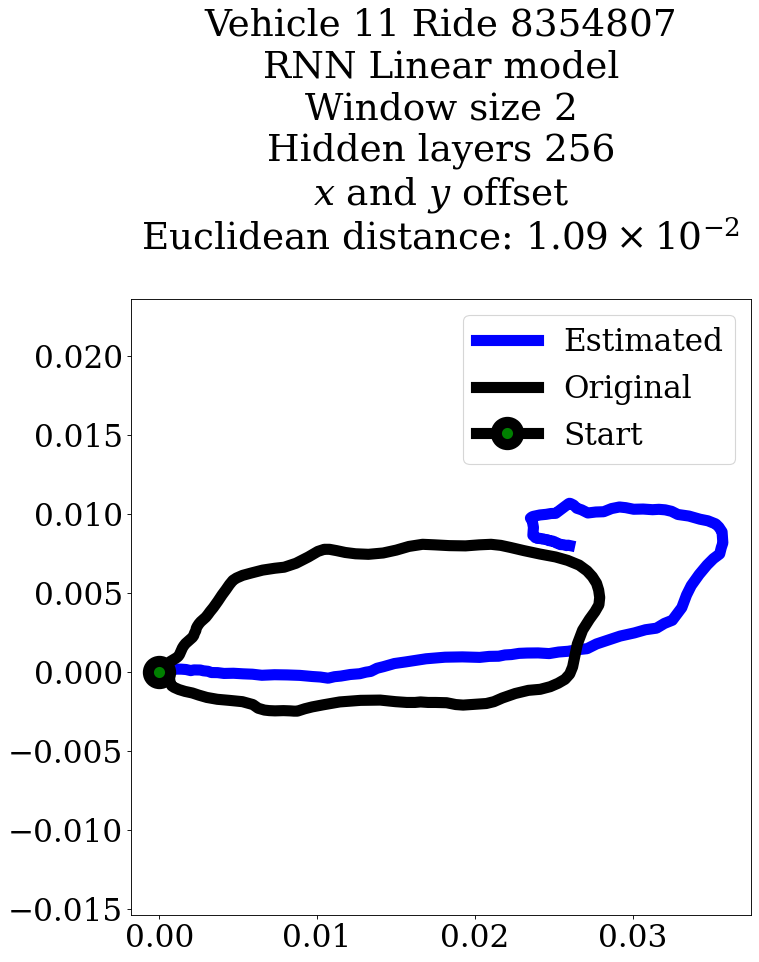 Vehicle 11 Ride 8354807
RNN Linear model
Window size 2
Hidden layers 256
x and y offset
Euclidean distance: 1.09 × 10⁻²
Estimated
Original
Start
0.020
0.015
0.010
0.005
0.000
−0.005
−0.010
−0.015
0.00 0.01 0.02 0.03